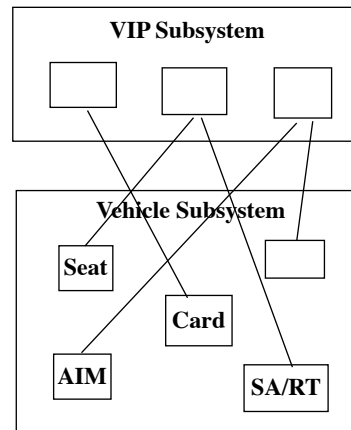 VIP Subsystem
Vehicle Subsystem
Seat
Card
AIM
SA/RT